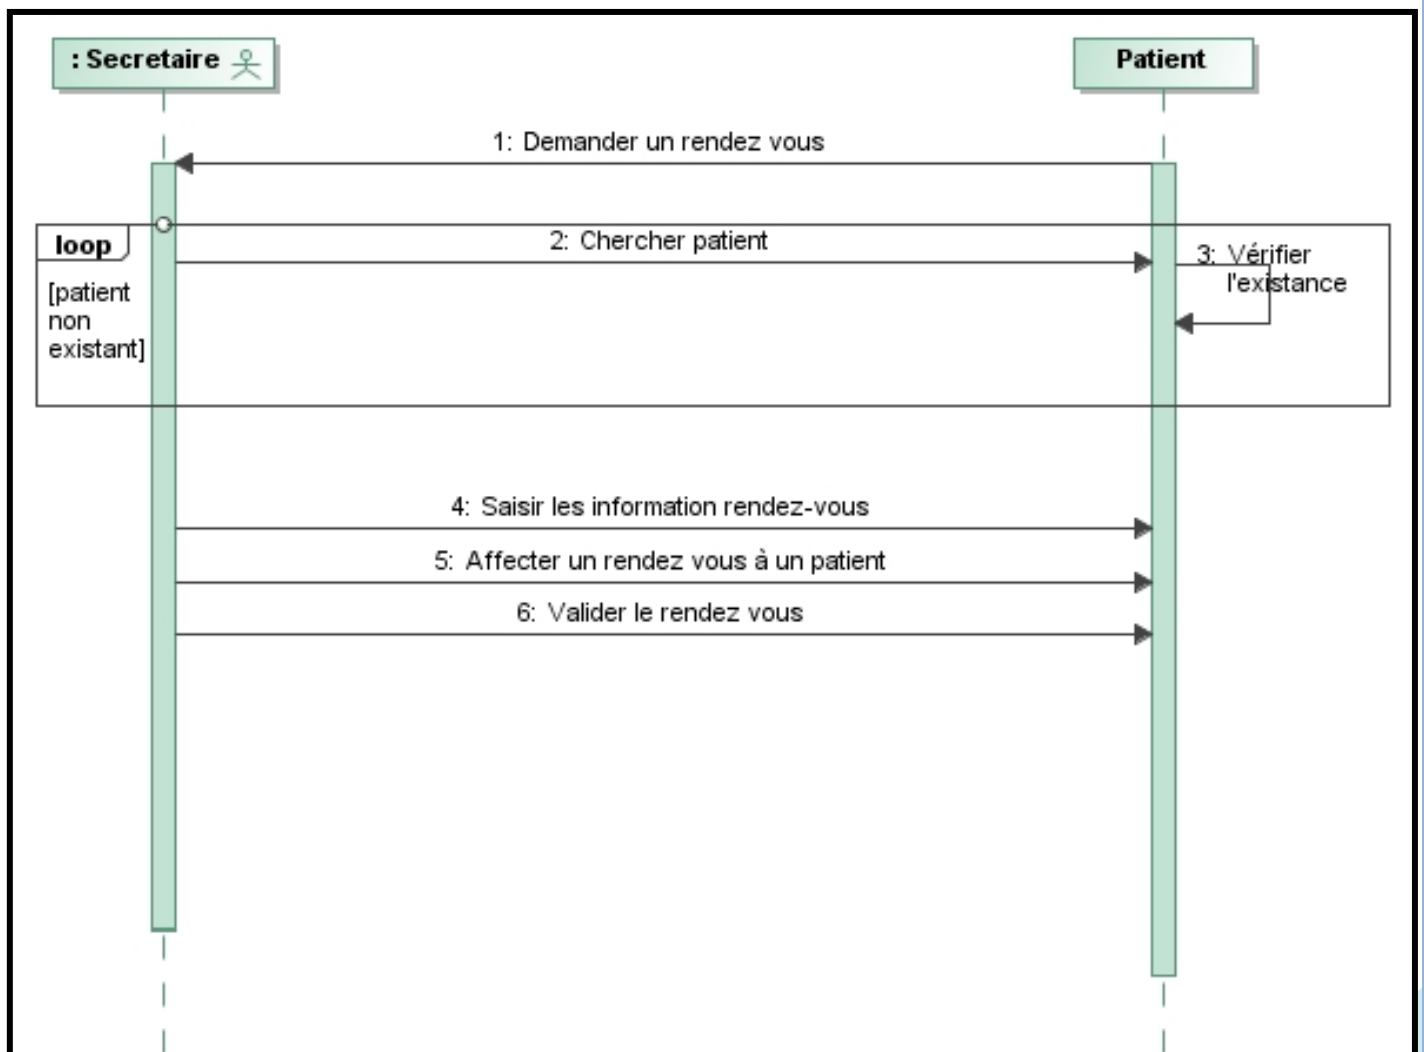 : Secretaire
Patient
1: Demander un rendez vous
loop
2: Chercher patient
3: Vérifier
l'existance
[patient
non
existant]
4: Saisir les information rendez-vous
5: Affecter un rendez vous à un patient
6: Valider le rendez vous